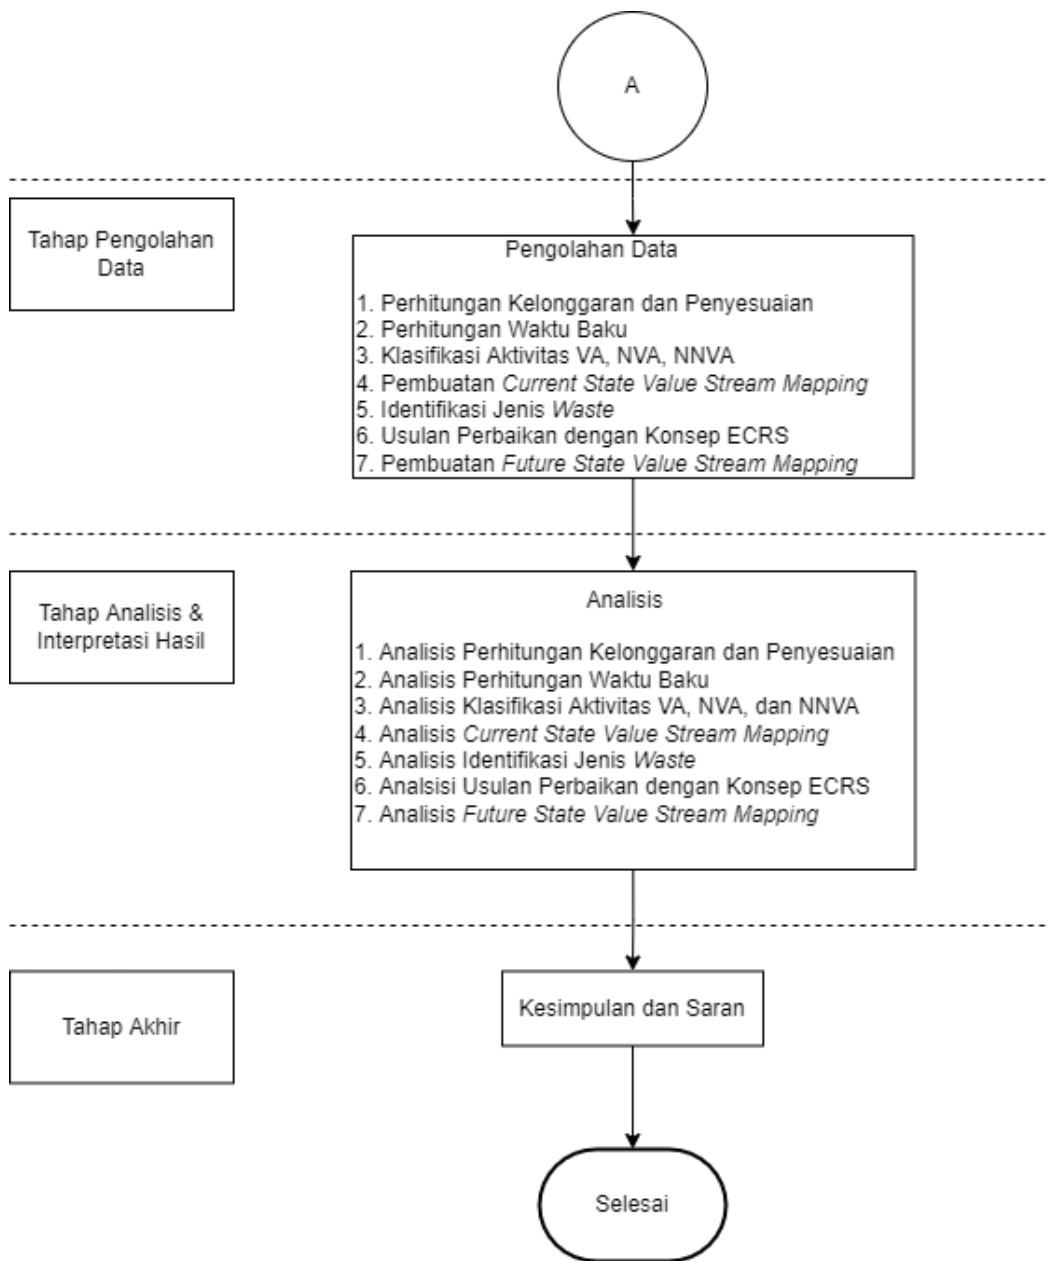 A
Tahap Pengolahan
Data
Pengolahan Data
1. Perhitungan Kelonggaran dan Penyesuaian
2. Perhitungan Waktu Baku
3. Klasifikasi Aktivitas VA, NVA, NNVA
4. Pembuatan Current State Value Stream Mapping
5. Identifikasi Jenis Waste
6. Usulan Perbaikan dengan Konsep ECRS
7. Pembuatan Future State Value Stream Mapping
Tahap Analisis &
Interpretasi Hasil
Analisis
1. Analisis Perhitungan Kelonggaran dan Penyesuaian
2. Analisis Perhitungan Waktu Baku
3. Analisis Klasifikasi Aktivitas VA, NVA, dan NNVA
4. Analisis Current State Value Stream Mapping
5. Analisis Identifikasi Jenis Waste
6. Analsisi Usulan Perbaikan dengan Konsep ECRS
7. Analisis Future State Value Stream Mapping
Tahap Akhir
Kesimpulan dan Saran
Selesai